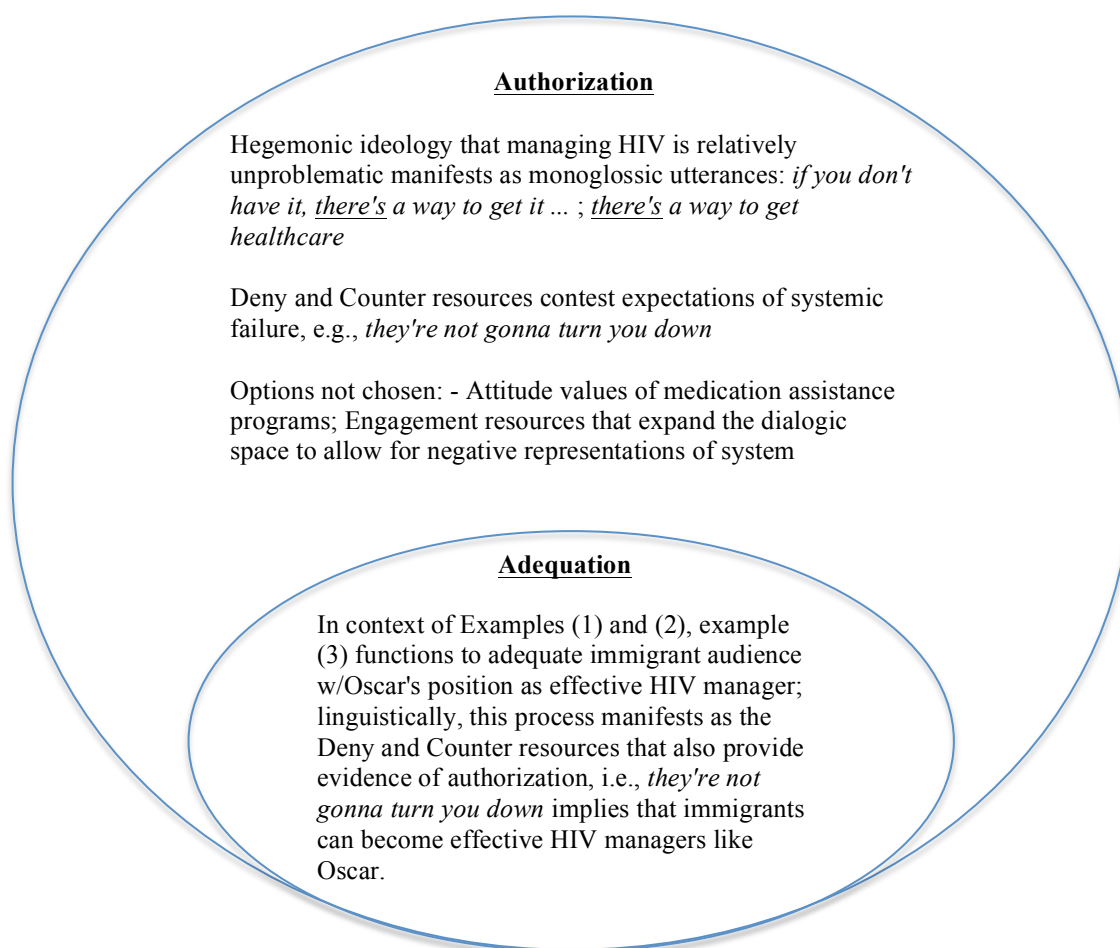 Authorization
Hegemonic ideology that managing HIV is relatively
unproblematic manifests as monoglossic utterances: if you don't
have it, there's a way to get it ... ; there's a way to get
healthcare
Deny and Counter resources contest expectations of systemic
failure, e.g., they're not gonna turn you down
Options not chosen: - Attitude values of medication assistance
programs; Engagement resources that expand the dialogic
space to allow for negative representations of system
Adequation
In context of Examples (1) and (2), example
(3) functions to adequate immigrant audience
w/Oscar's position as effective HIV manager;
linguistically, this process manifests as the
Deny and Counter resources that also provide
evidence of authorization, i.e., they're not
gonna turn you down implies that immigrants
can become effective HIV managers like
Oscar.